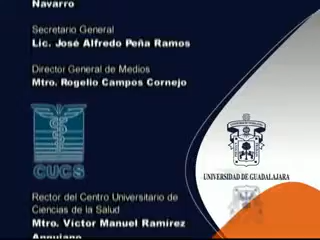 Navarro
Secretario General
Lic. José Alfredo Peña Ramos
Director General de Medios
Mtro. Rogelio Campos Cornejo
CUCS
UNIVERSIDAD DE GUADALAJARA
Rector del Centro Universitario de
Ciencias de la Salud
Mtro. Víctor Manuel Ramírez
Anguiano